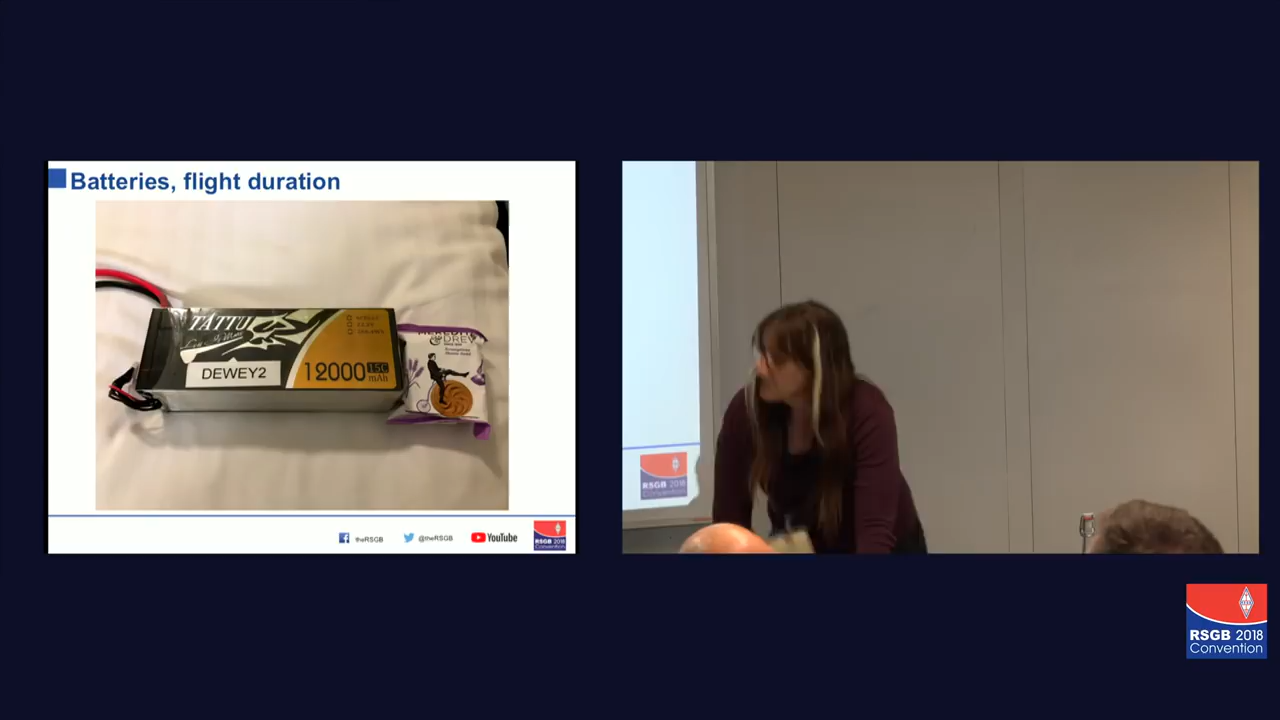 Batteries, flight duration
TATTU
DEWEY2
12000 15C
mAh
& DREW
theRSGB
@theRSGB
YouTube
RSGB 2018
Convention
RSGB 2018
Convention
RSGB 2018
Convention